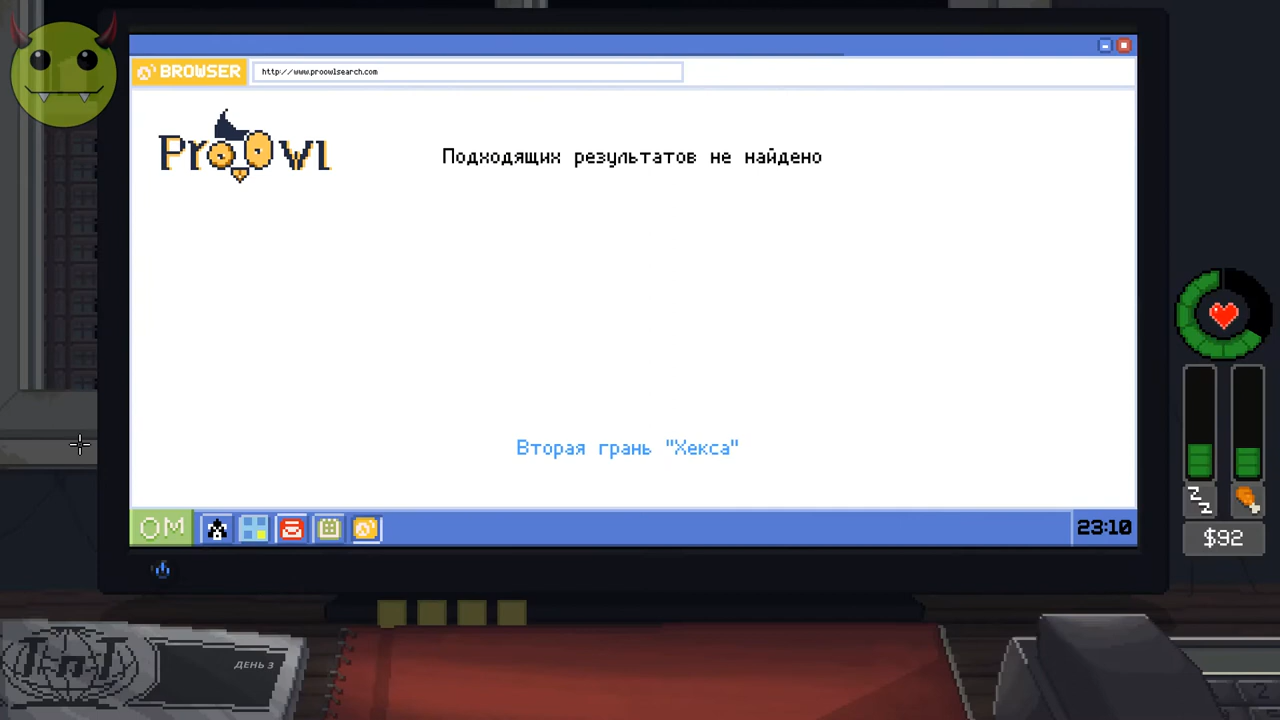 BROWSER
http://www.proowlsearch.com
PrOOwl
Подходящих результатов не найдено
Вторая грань "Хекса"
OM
23:10
$92
TnT
ДЕНЬ 3